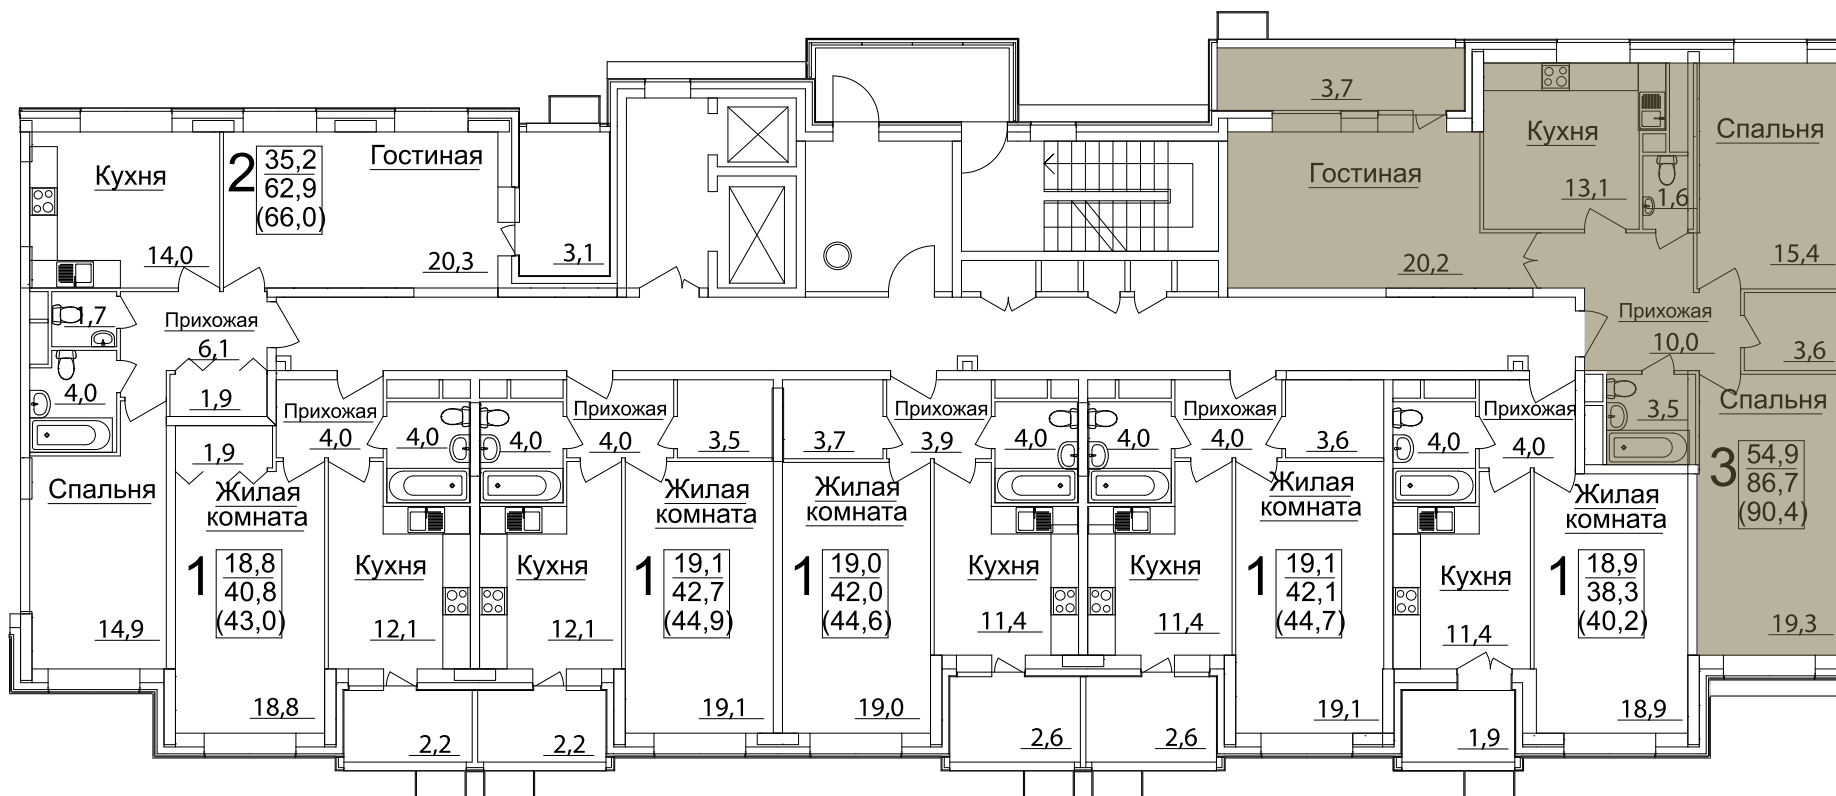 3,7
Кухня
Спальня
Гостиная
13,1
1,6
20,2
15,4
Прихожая
10,0
3,6
3,5
Спальня
3
54,9
86,7
(90,4)
19,3
Кухня
14,0
2
35,2
62,9
(66,0)
Гостиная
20,3
3,1
1,7
Прихожая
6,1
4,0
1,9
Спальня
14,9
1,9
Прихожая
4,0
4,0
Жилая
комната
1
18,8
40,8
(43,0)
Кухня
12,1
18,8
2,2
4,0
Прихожая
4,0
3,5
Кухня
12,1
Жилая
комната
1
19,1
42,7
(44,9)
19,1
2,2
3,7
Прихожая
3,9
4,0
Жилая
комната
1
19,0
42,0
(44,6)
Кухня
11,4
19,0
2,6
4,0
Прихожая
4,0
3,6
Кухня
11,4
Жилая
комната
1
19,1
42,1
(44,7)
19,1
2,6
4,0
Прихожая
4,0
Кухня
11,4
Жилая
комната
1
18,9
38,3
(40,2)
18,9
1,9